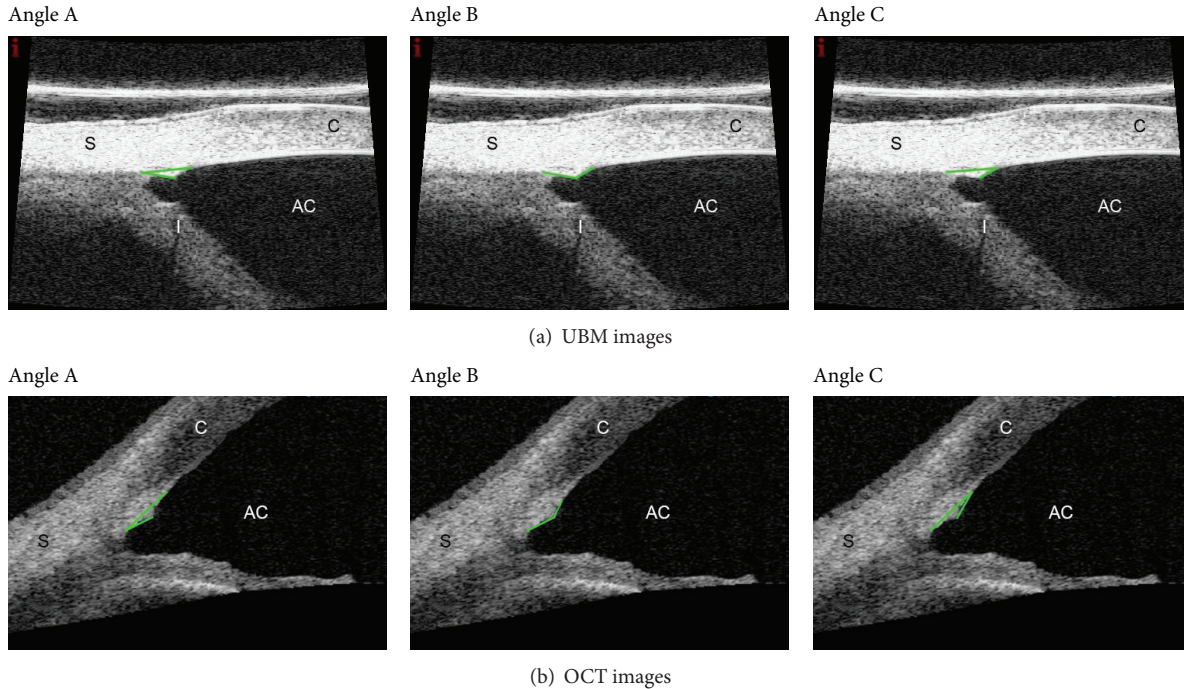 Angle A
Angle B
Angle C
i
S
C
AC
I
i
S
C
AC
I
i
S
C
AC
I
(a) UBM images
Angle A
Angle B
Angle C
C
AC
S
C
AC
S
C
AC
S
(b) OCT images